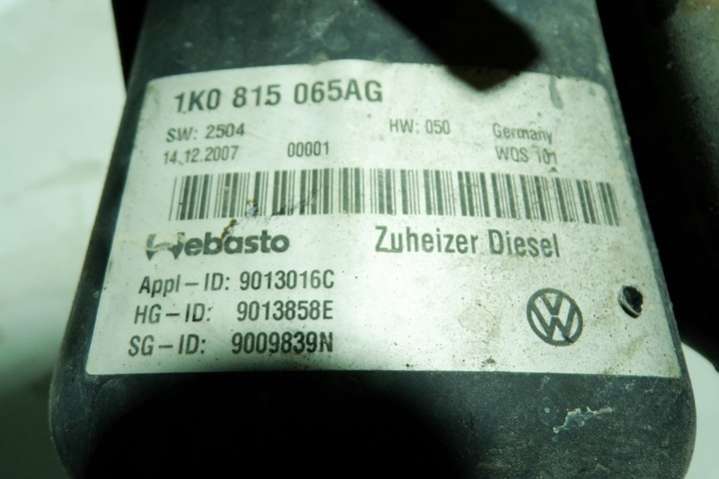 1K0 815 065AG
SW: 2504 HW: 050 Germany
14.12.2007 00001 WQS 101
Webasto Zuheizer Diesel
Appl-ID: 9013016C
HG-ID: 9013858E
SG-ID: 9009839N